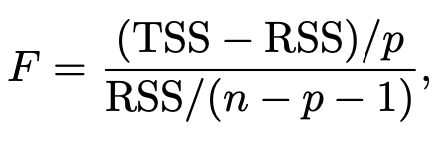 F = (TSS − RSS)/p
RSS/(n − p − 1) ,